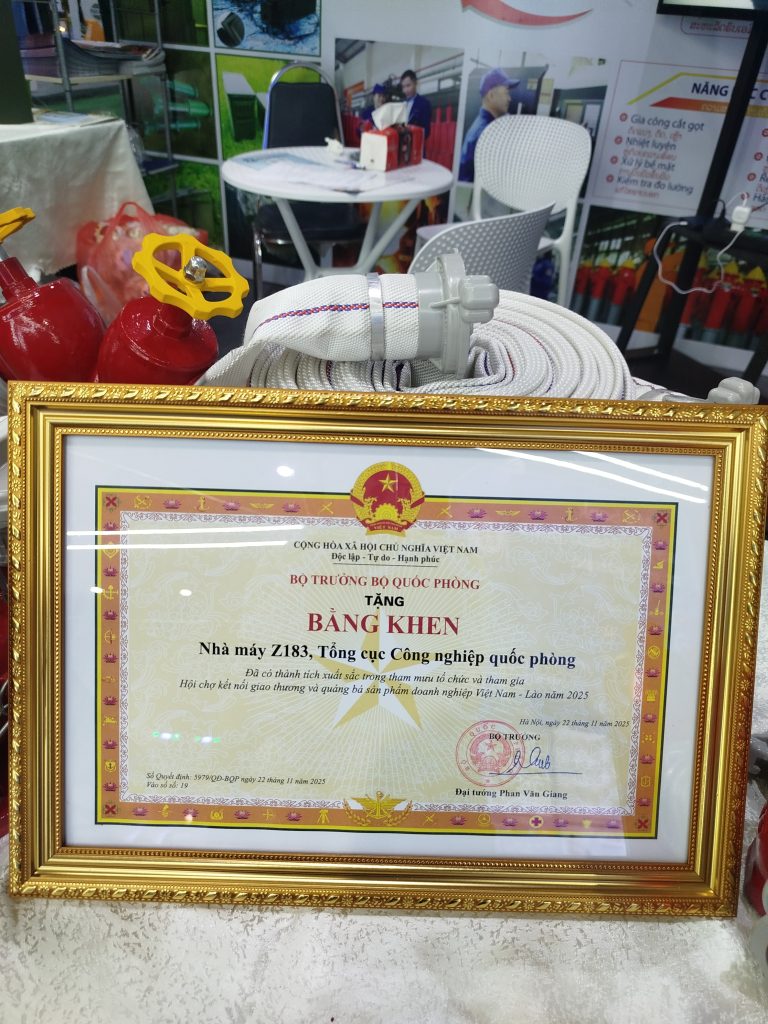 NĂNG
Gia công cắt gọt
Nhiệt luyện
Xử lý bề mặt
Kiểm tra đo lường
VIỆT NAM
CỘNG HÒA XÃ HỘI CHỦ NGHĨA VIỆT NAM
Độc lập - Tự do - Hạnh phúc
BỘ TRƯỞNG BỘ QUỐC PHÒNG
TẶNG
BẰNG KHEN
Nhà máy Z183, Tổng cục Công nghiệp quốc phòng
Đã có thành tích xuất sắc trong tham mưu tổ chức và tham gia
Hội chợ kết nối giao thương và quảng bá sản phẩm doanh nghiệp Việt Nam - Lào năm 2025
Hà Nội, ngày 22 tháng 11 năm 2025
BỘ TRƯỞNG
Đại tướng Phan Văn Giang
Số Quyết định: 5979/QĐ-BQP ngày 22 tháng 11 năm 2025
Vào sổ số: 19